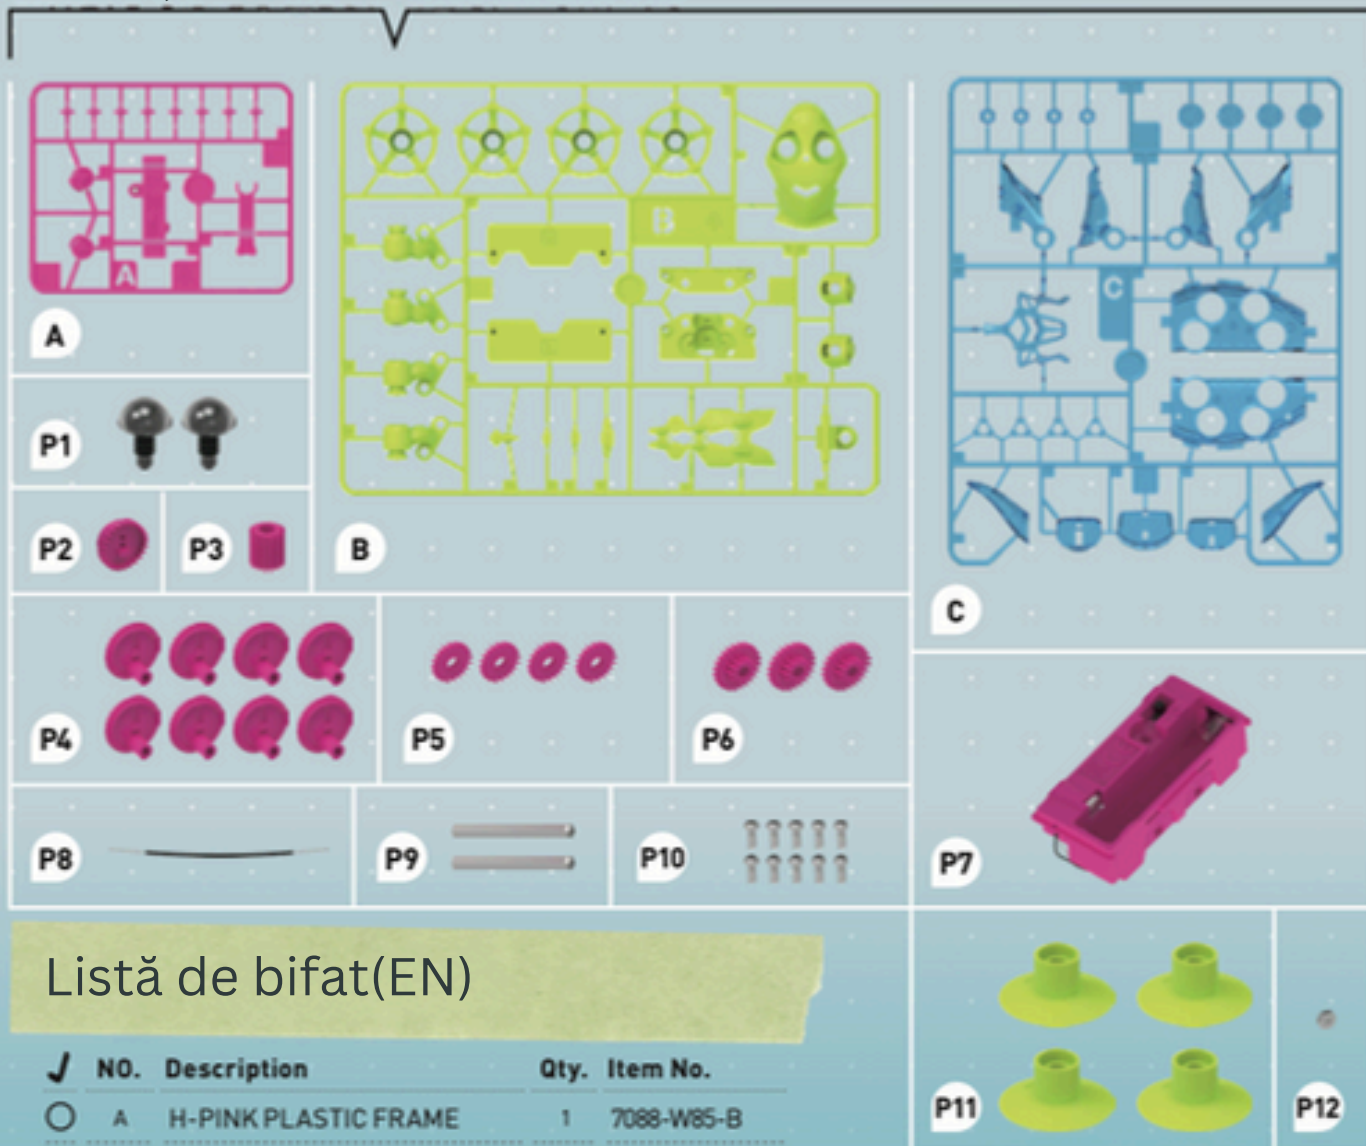 A
B
C
A
P1
P2
P3
B
C
P4
P5
P6
P7
P8
P9
P10
Listă de bifat(EN)
NO. Description Qty. Item No.
A H-PINK PLASTIC FRAME 1 7088-W85-B
P11
P12